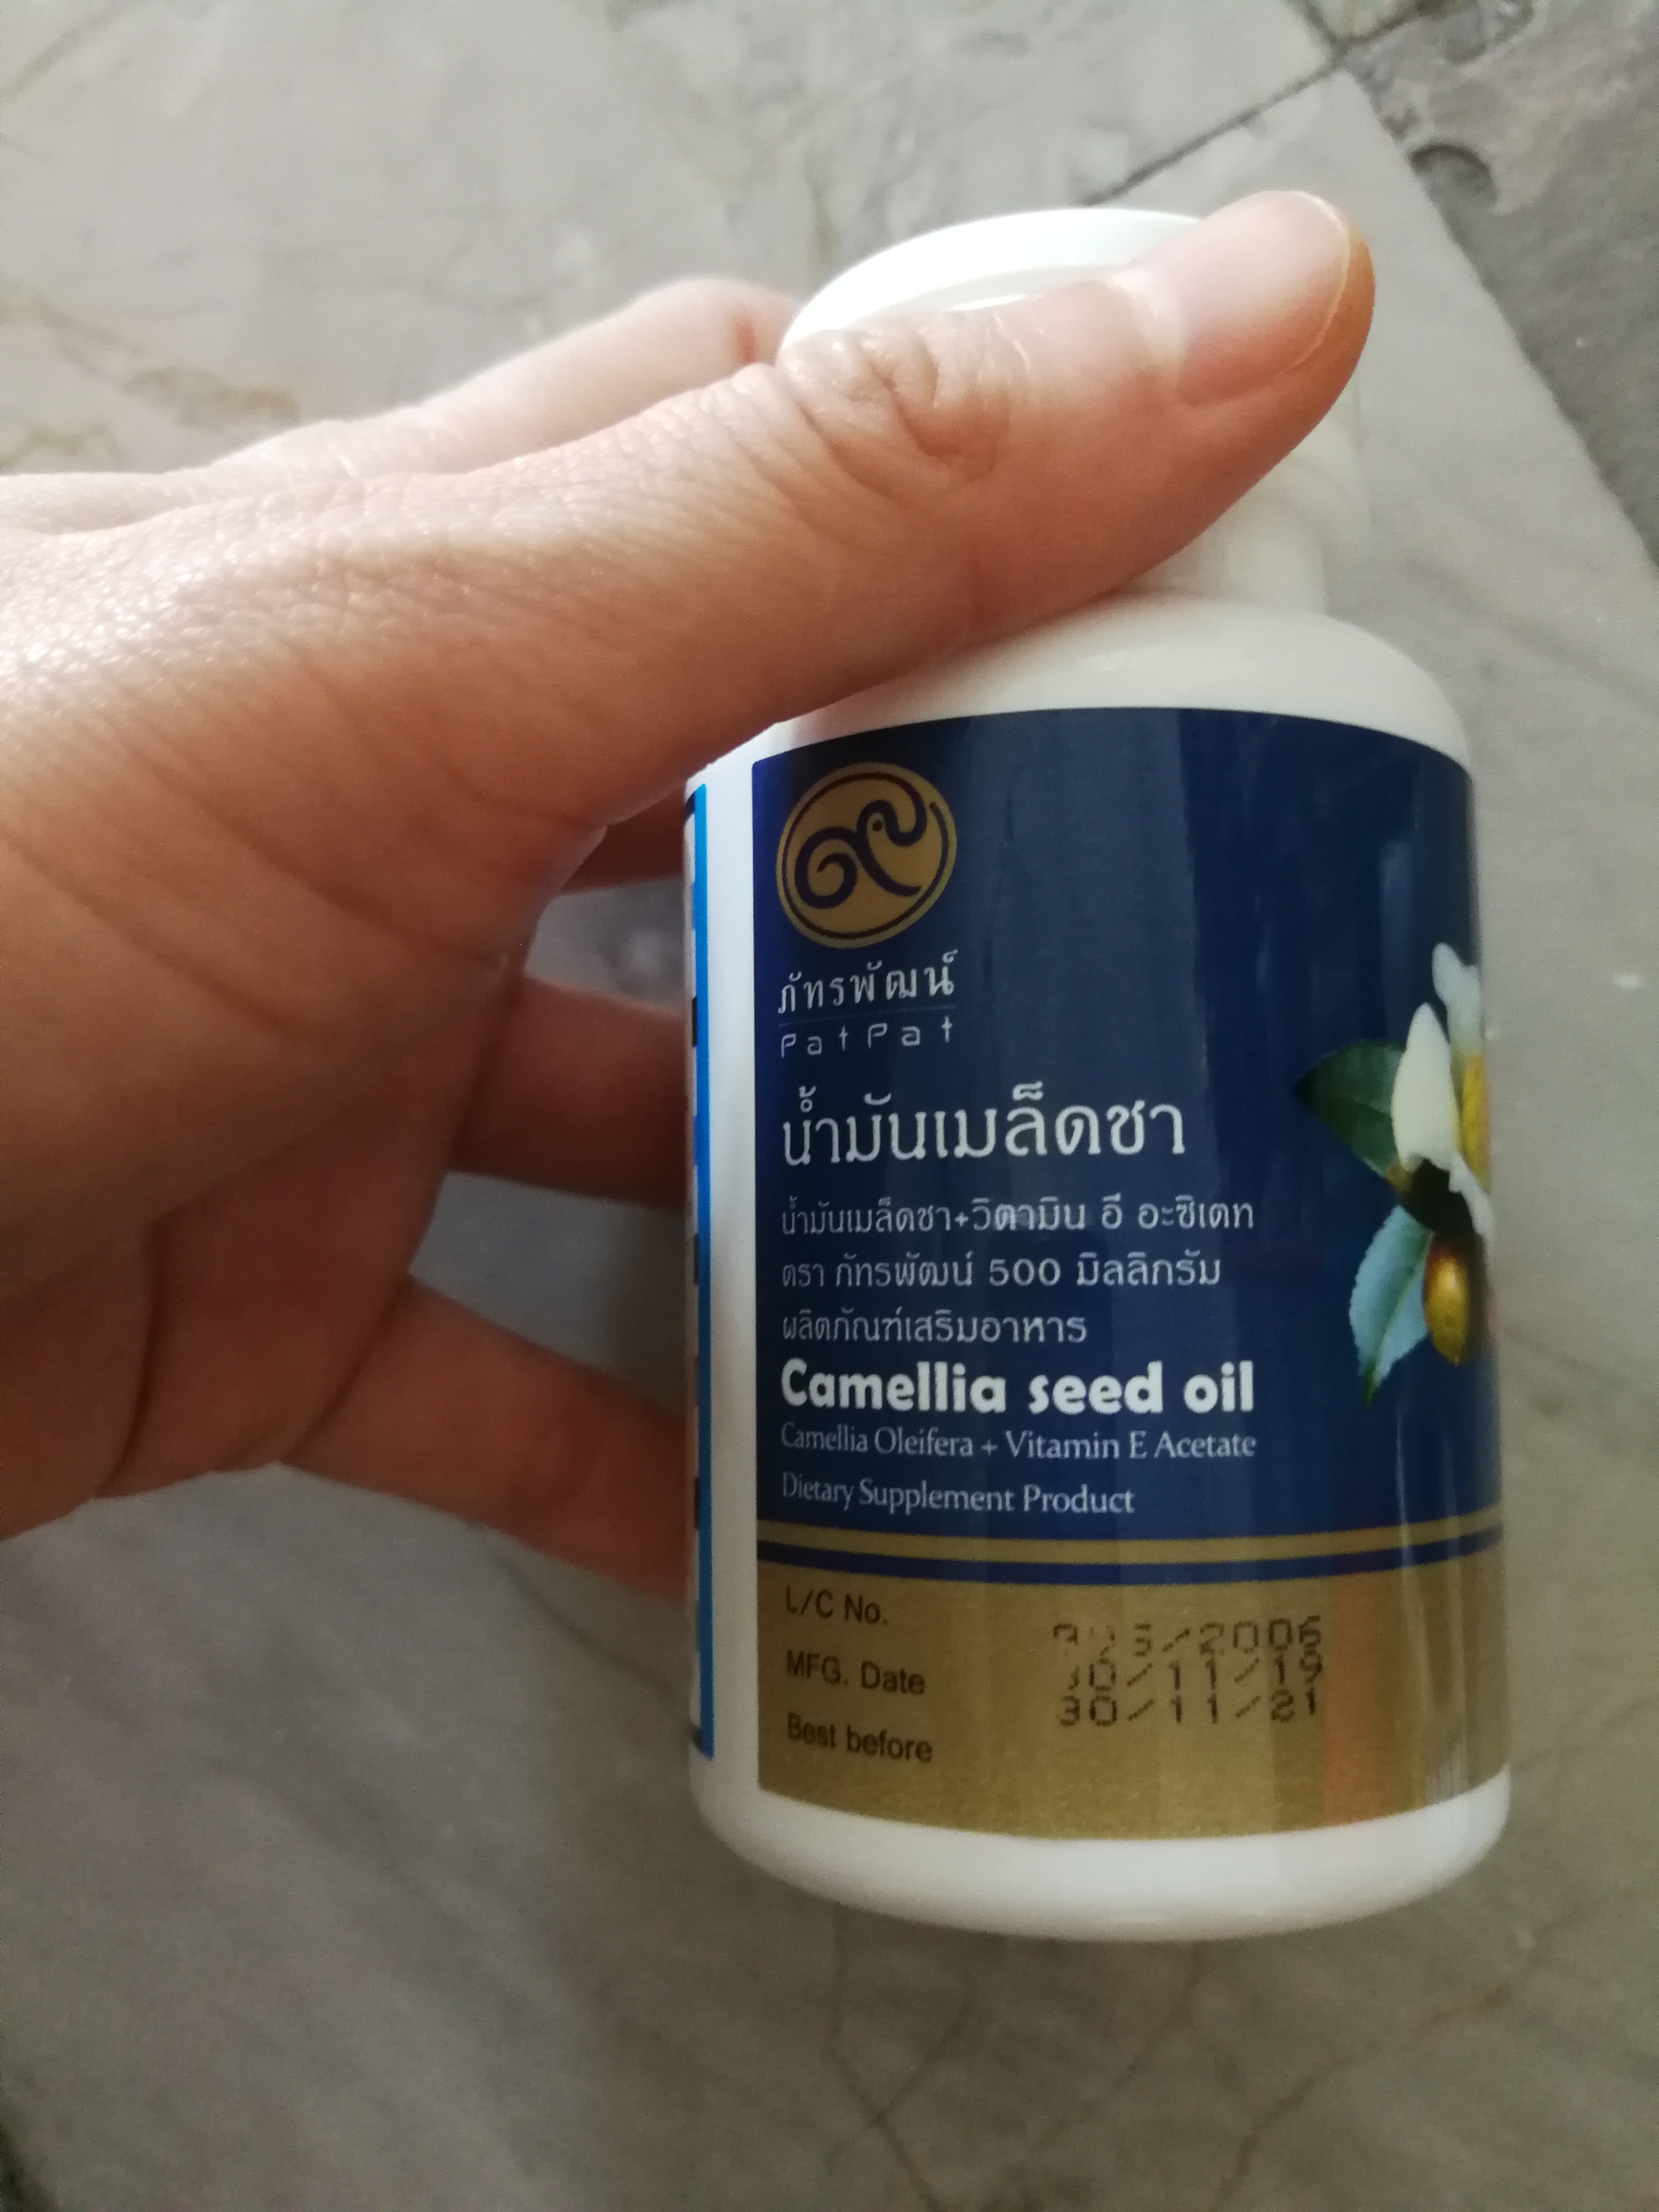 ภัทรพัฒน์
PatPat
น้ำมันเมล็ดชา
น้ำมันเมล็ดชา+วิตามิน อี อะซิเตท
ตรา ภัทรพัฒน์ 500 มิลลิกรัม
ผลิตภัณฑ์เสริมอาหาร
Camellia seed oil
Camellia Oleifera + Vitamin E Acetate
Dietary Supplement Product
L/C No.
MFG. Date 30/11/19
Best before 30/11/21